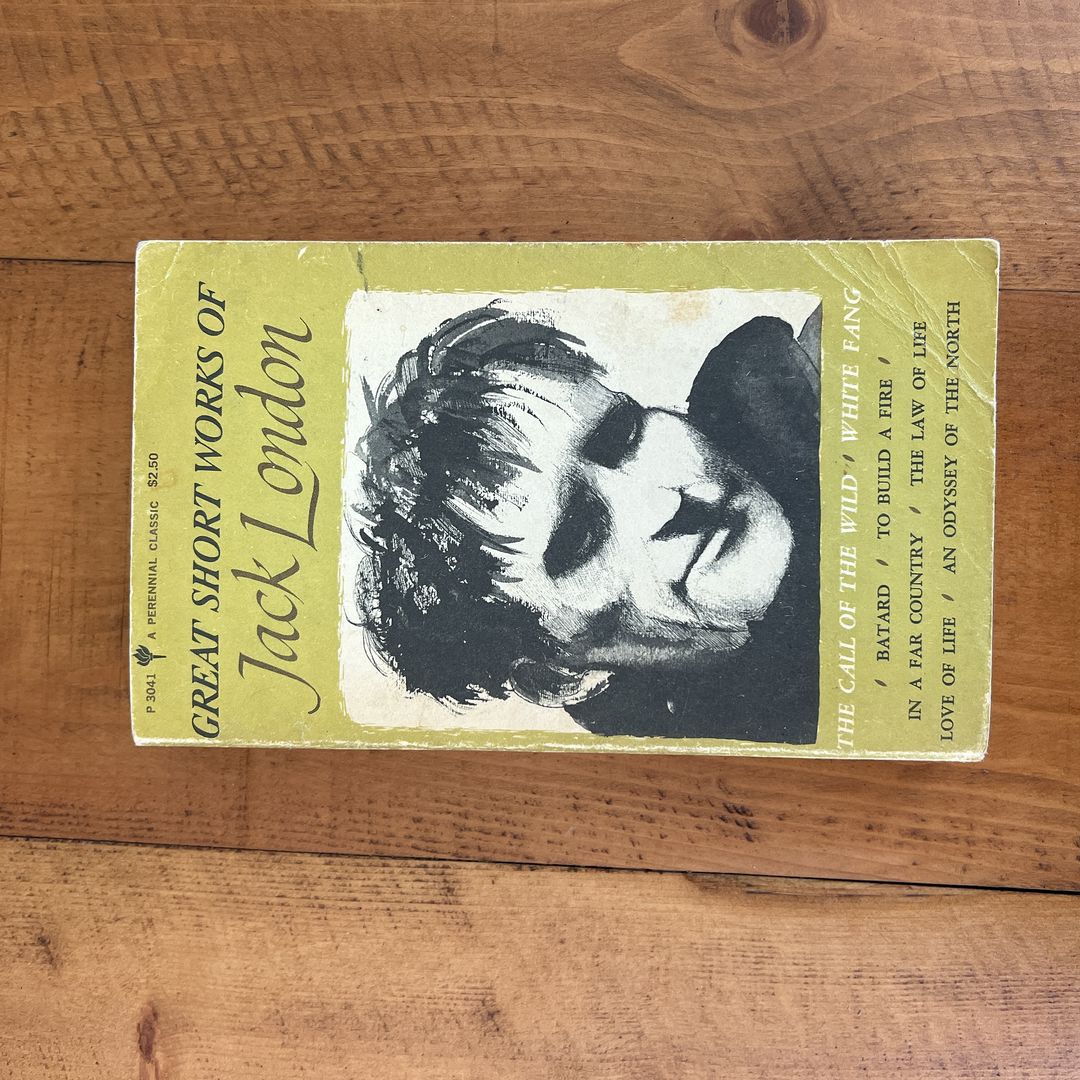 P 3041 A PERENNIAL CLASSIC $2.50
GREAT SHORT WORKS OF
Jack London
THE CALL OF THE WILD ′ WHITE FANG
′ BATARD ′ TO BUILD A FIRE ′
IN A FAR COUNTRY ′ THE LAW OF LIFE
LOVE OF LIFE ′ AN ODYSSEY OF THE NORTH